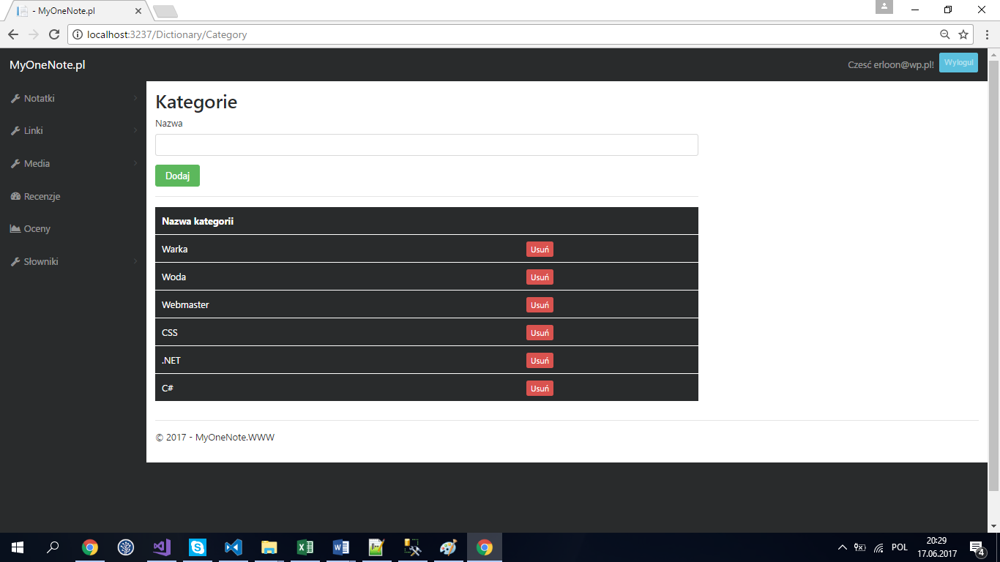 - MyOneNote.pl
localhost:3237/Dictionary/Category
MyOneNote.pl
Cześć erloon@wp.pl!
Wyloguj
Notatki
Linki
Media
Recenzje
Oceny
Słowniki
Kategorie
Nazwa
Dodaj
Nazwa kategorii
Warka Usuń
Woda Usuń
Webmaster Usuń
CSS Usuń
.NET Usuń
C# Usuń
© 2017 - MyOneNote.WWW
POL
20:29
17.06.2017
4